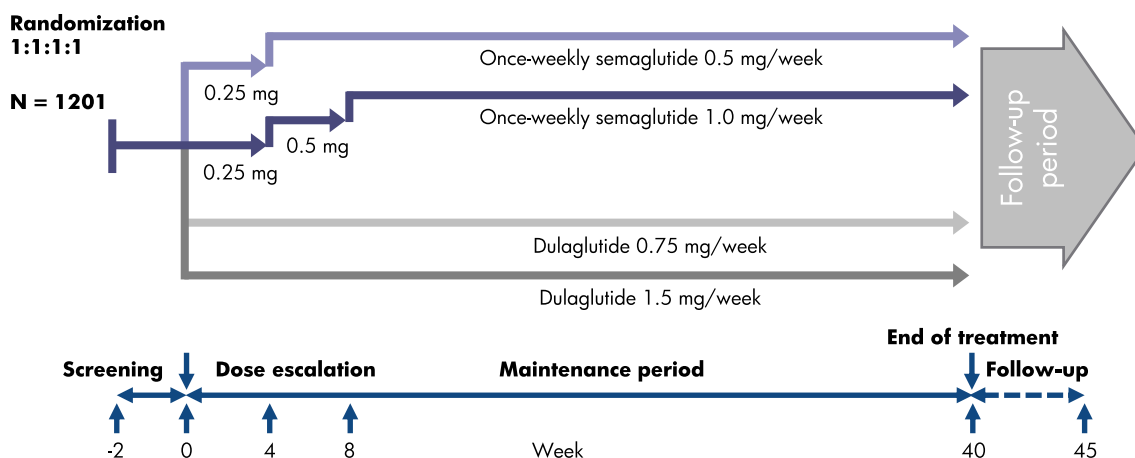 Randomization
1:1:1:1
N = 1201
0.25 mg
Once-weekly semaglutide 0.5 mg/week
0.25 mg
0.5 mg
Once-weekly semaglutide 1.0 mg/week
Dulaglutide 0.75 mg/week
Dulaglutide 1.5 mg/week
Follow-up
period
End of treatment
Screening Dose escalation Maintenance period Follow-up
-2 0 4 8 Week 40 45